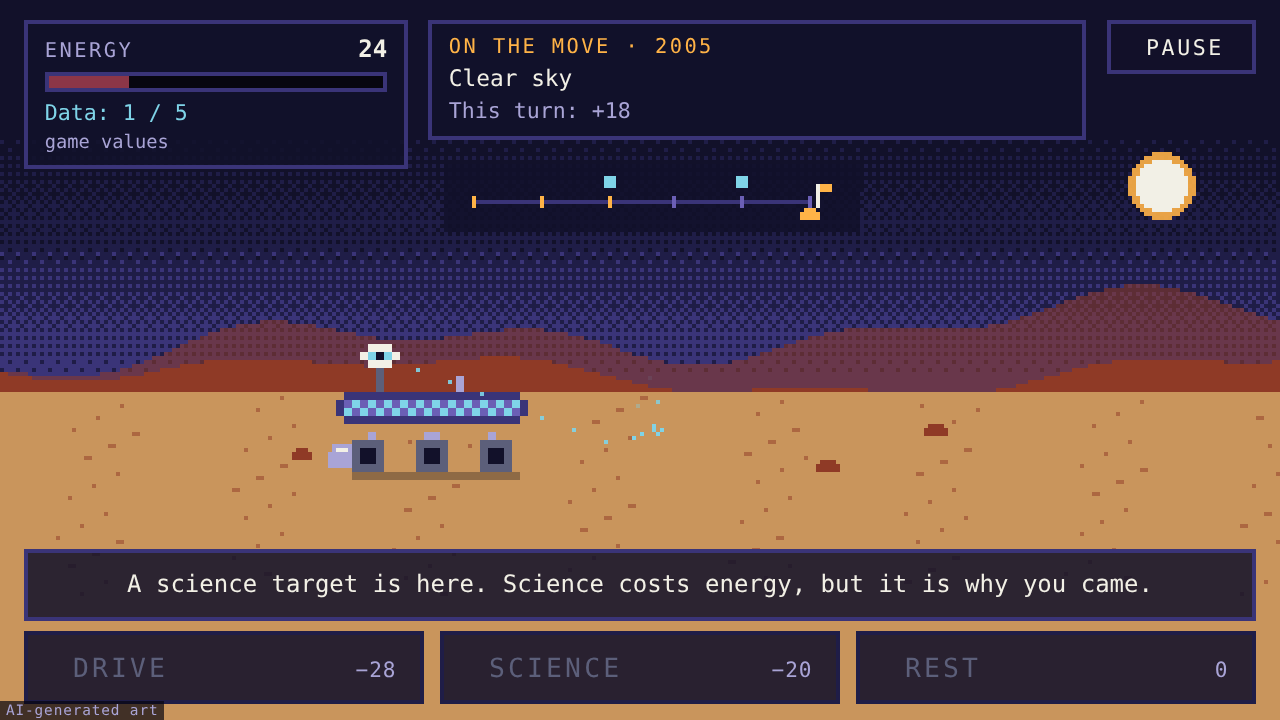 ENERGY 24
Data: 1 / 5
game values
ON THE MOVE · 2005
Clear sky
This turn: +18
PAUSE
A science target is here. Science costs energy, but it is why you came.
DRIVE −28
SCIENCE −20
REST 0
AI-generated art